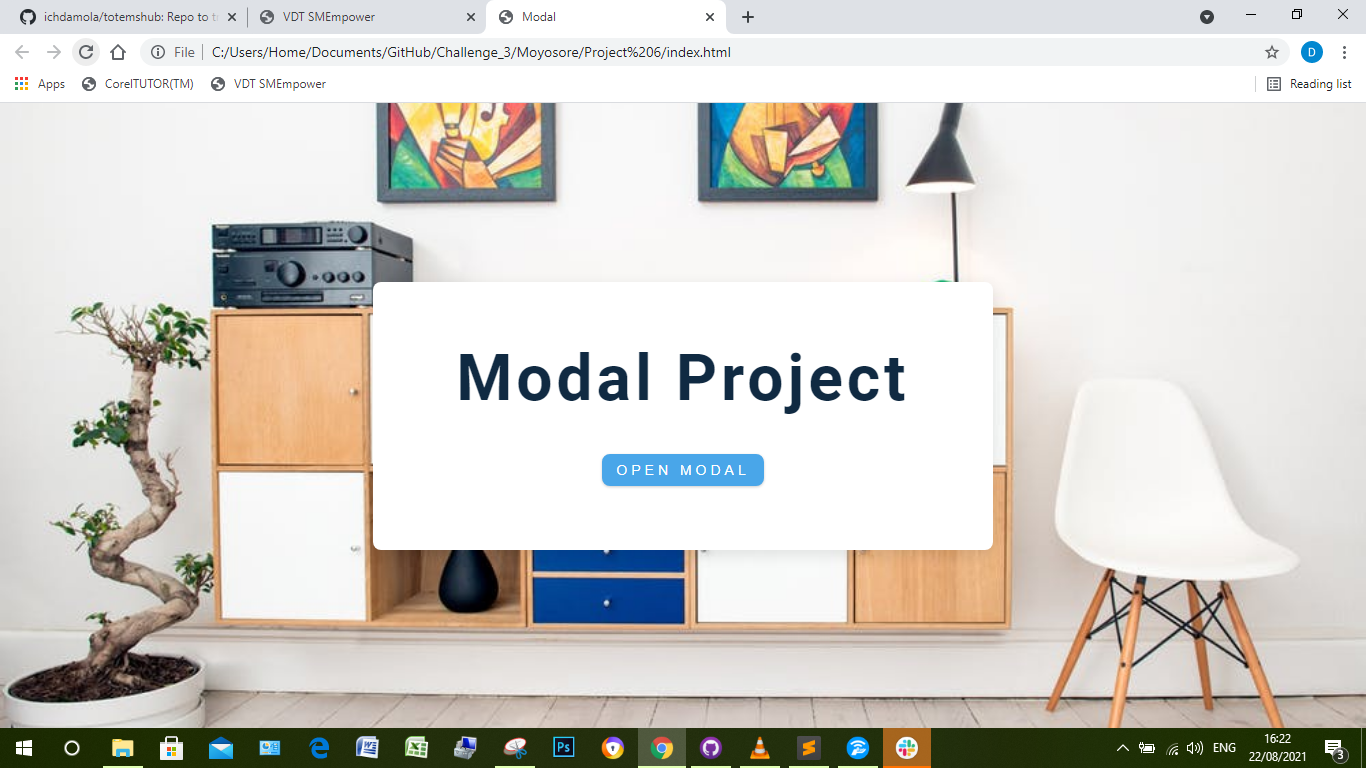 ichdamola/totemshub: Repo to t
VDT SMEmpower
Modal
File
C:/Users/Home/Documents/GitHub/Challenge_3/Moyosore/Project%206/index.html
D
Apps
CorelTUTOR(TM)
VDT SMEmpower
Reading list
Modal Project
OPEN MODAL
Ps
ENG
16:22
22/08/2021
3